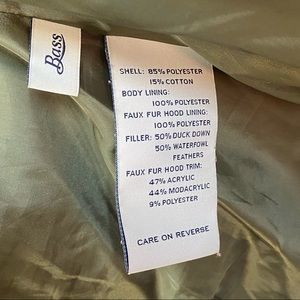 Bass
SHELL: 85% POLYESTER
15% COTTON
BODY LINING:
100% POLYESTER
FAUX FUR HOOD LINING:
100% POLYESTER
FILLER: 50% DUCK DOWN
50% WATERFOWL
FEATHERS
FAUX FUR HOOD TRIM:
47% ACRYLIC
44% MODACRYLIC
9% POLYESTER
CARE ON REVERSE